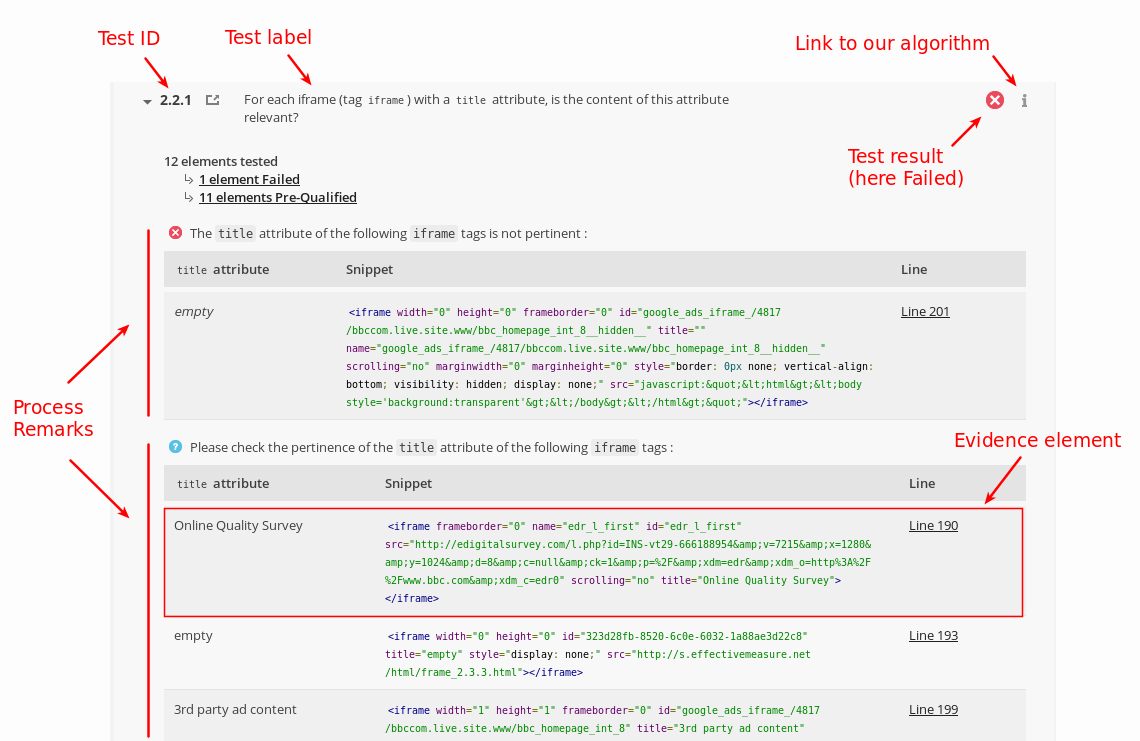 Test ID
Test label
Link to our algorithm
2.2.1
For each iframe (tag iframe) with a title attribute, is the content of this attribute
relevant?
Test result
(here Failed)
12 elements tested
↳ 1 element Failed
↳ 11 elements Pre-Qualified
The title attribute of the following iframe tags is not pertinent :
title attribute Snippet Line
empty <iframe width="0" height="0" frameborder="0" id="google_ads_iframe_/4817 Line 201
/bbccom.live.site.www/bbc_homepage_int_8__hidden__" title=""
name="google_ads_iframe_/4817/bbccom.live.site.www/bbc_homepage_int_8__hidden__"
scrolling="no" marginwidth="0" marginheight="0" style="border: 0px none; vertical-align:
bottom; visibility: hidden; display: none;" src="javascript:&quot;&lt;html&gt;&lt;body
style='background:transparent'&gt;&lt;/body&gt;&lt;/html&gt;&quot;"></iframe>
Process
Remarks
Please check the pertinence of the title attribute of the following iframe tags :
Evidence element
title attribute Snippet Line
Online Quality Survey <iframe frameborder="0" name="edr_l_first" id="edr_l_first" Line 190
src="http://edigitalsurvey.com/l.php?id=INS-vt29-666188954&amp;v=7215&amp;x=1280&
amp;y=1024&amp;d=8&amp;c=null&amp;ck=1&amp;p=%2F&amp;xdm=edr&amp;xdm_o=http%3A%2F
%2Fwww.bbc.com&amp;xdm_c=edr0" scrolling="no" title="Online Quality Survey">
</iframe>
empty <iframe width="0" height="0" id="323d28fb-8520-6c0e-6032-1a88ae3d22c8" Line 193
title="empty" style="display: none;" src="http://s.effectivemeasure.net
/html/frame_2.3.3.html"></iframe>
3rd party ad content <iframe width="1" height="1" frameborder="0" id="google_ads_iframe_/4817 Line 199
/bbccom.live.site.www/bbc_homepage_int_8" title="3rd party ad content"